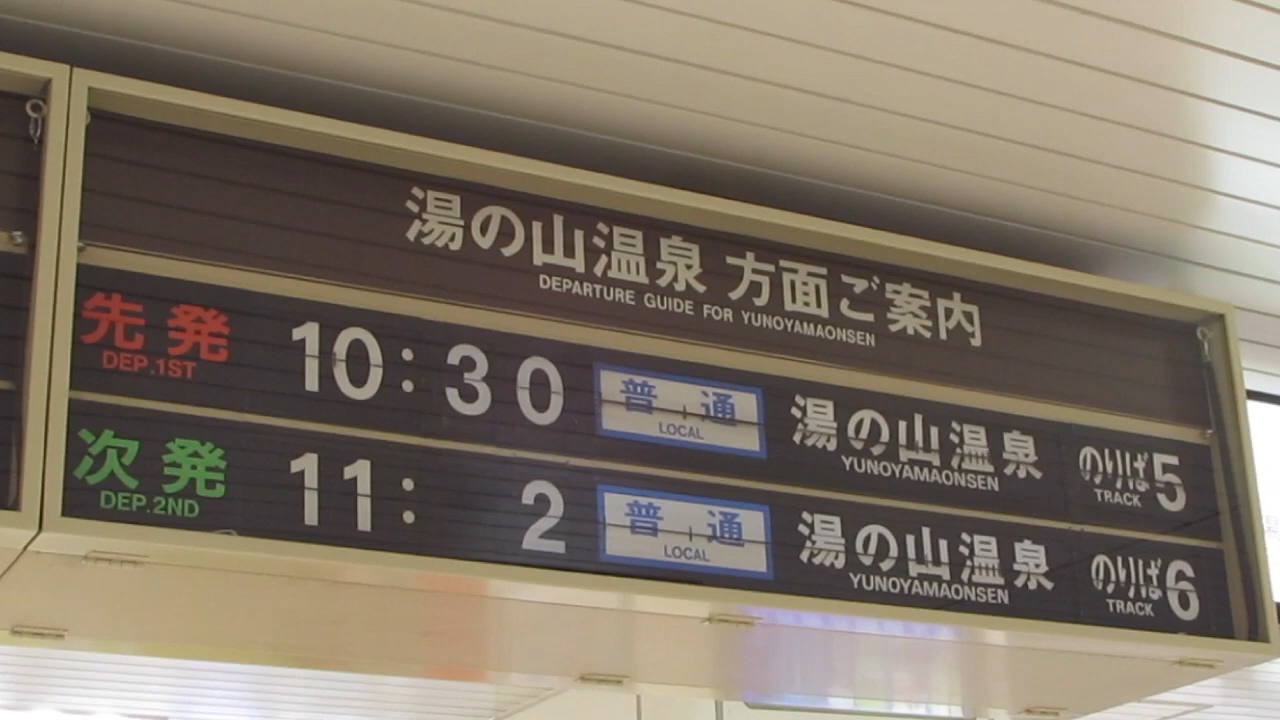 湯の山温泉 方面ご案内
DEPARTURE GUIDE FOR YUNOYAMAONSEN
先発 10:30 普通 湯の山温泉 のりば5
DEP.1ST LOCAL YUNOYAMAONSEN TRACK
次発 11: 2 普通 湯の山温泉 のりば6
DEP.2ND LOCAL YUNOYAMAONSEN TRACK